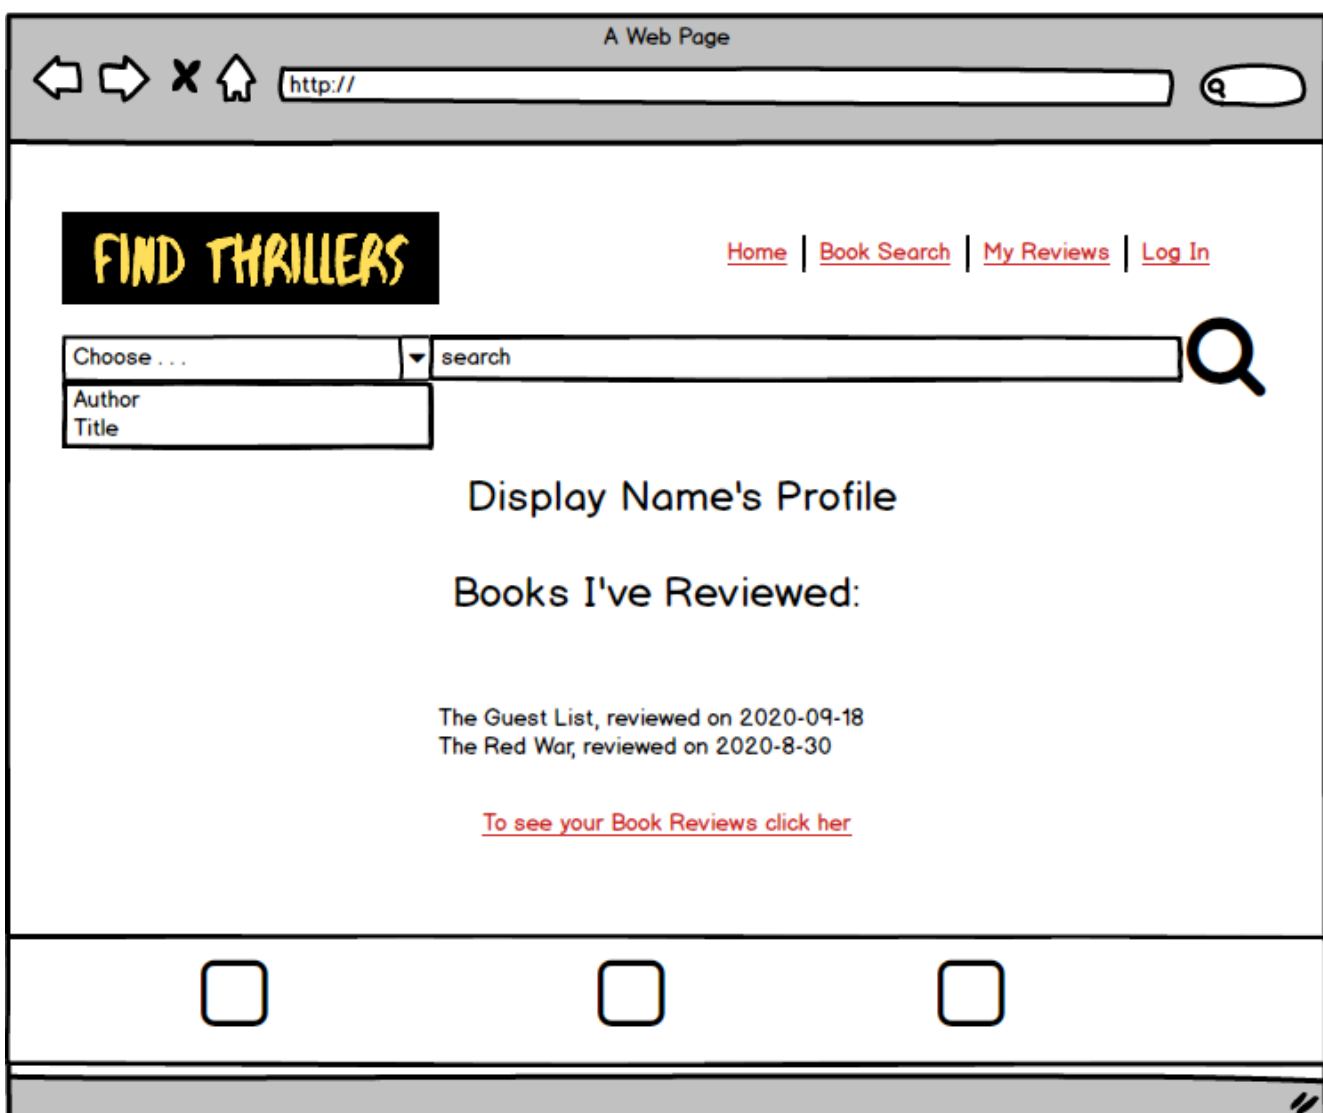 A Web Page
http://
FIND THRILLERS
Home Book Search My Reviews Log In
Choose . . . search
Author
Title
Display Name's Profile
Books I've Reviewed:
The Guest List, reviewed on 2020-09-18
The Red War, reviewed on 2020-8-30
To see your Book Reviews click her